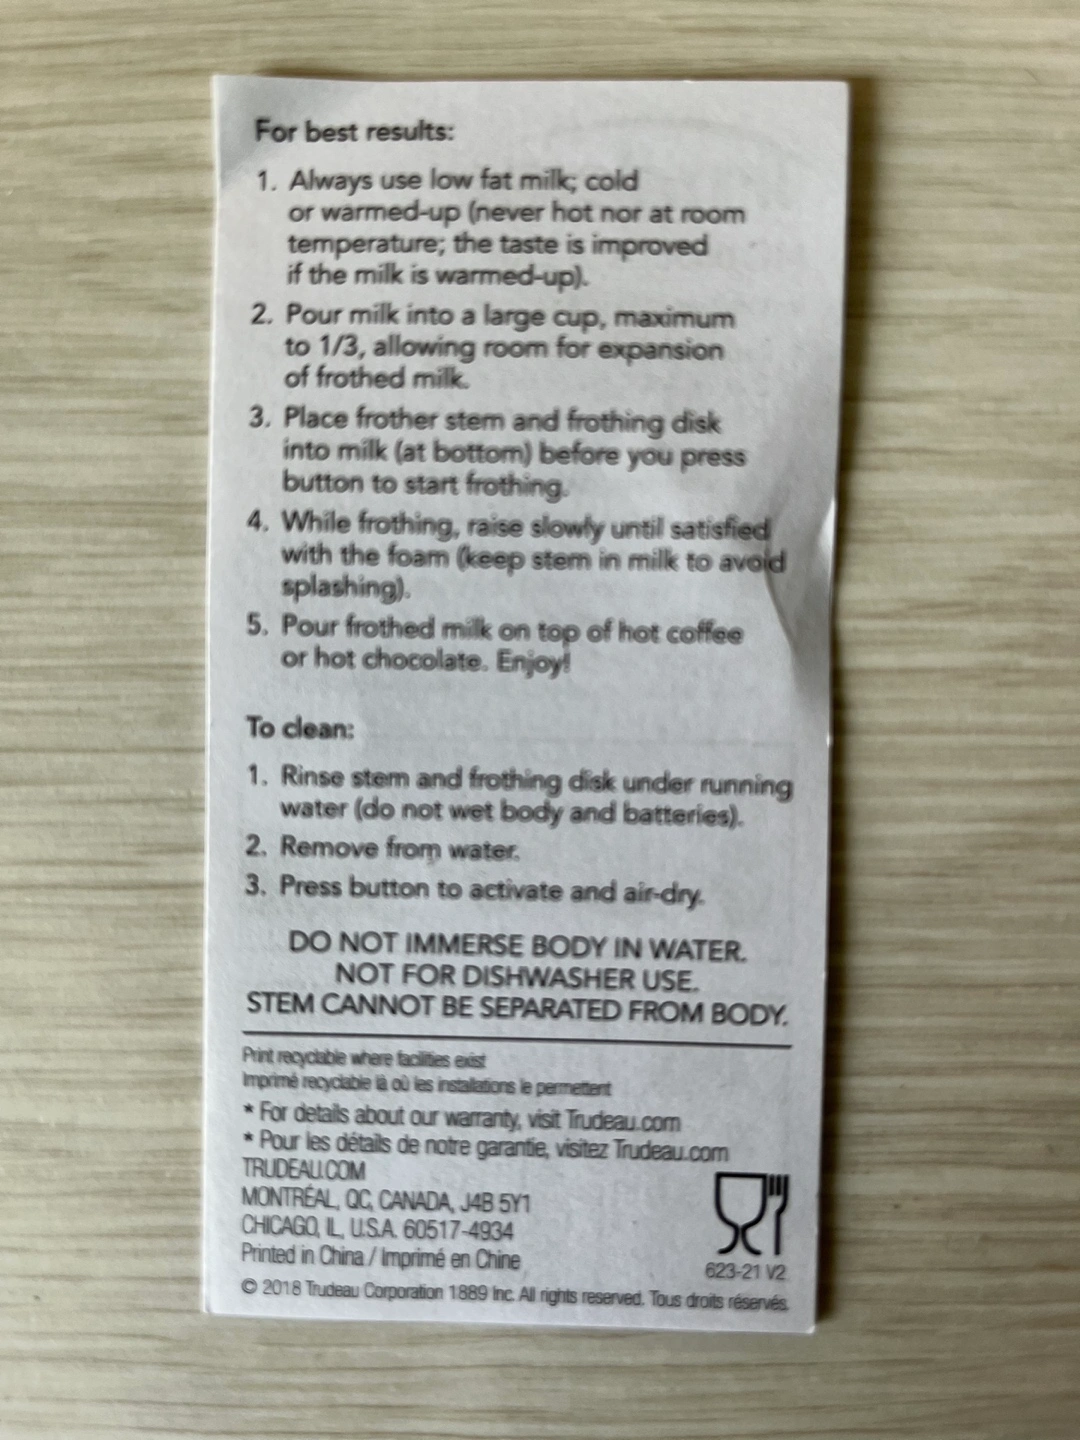 For best results:
1. Always use low fat milk; cold
or warmed-up (never hot nor at room
temperature; the taste is improved
if the milk is warmed-up).
2. Pour milk into a large cup, maximum
to 1/3, allowing room for expansion
of frothed milk.
3. Place frother stem and frothing disk
into milk (at bottom) before you press
button to start frothing.
4. While frothing, raise slowly until satisfied
with the foam (keep stem in milk to avoid
splashing).
5. Pour frothed milk on top of hot coffee
or hot chocolate. Enjoy!
To clean:
1. Rinse stem and frothing disk under running
water (do not wet body and batteries).
2. Remove from water.
3. Press button to activate and air-dry.
DO NOT IMMERSE BODY IN WATER.
NOT FOR DISHWASHER USE.
STEM CANNOT BE SEPARATED FROM BODY.
Print recyclable where facilities exist
Imprimé recyclable là où les installations le permettent
* For details about our warranty, visit Trudeau.com
* Pour les détails de notre garantie, visitez Trudeau.com
TRUDEAU.COM
MONTRÉAL, QC, CANADA, J4B 5Y1
CHICAGO, IL, U.S.A. 60517-4934
Printed in China / Imprimé en Chine
623-21 V2
© 2018 Trudeau Corporation 1889 Inc. All rights reserved. Tous droits réservés.